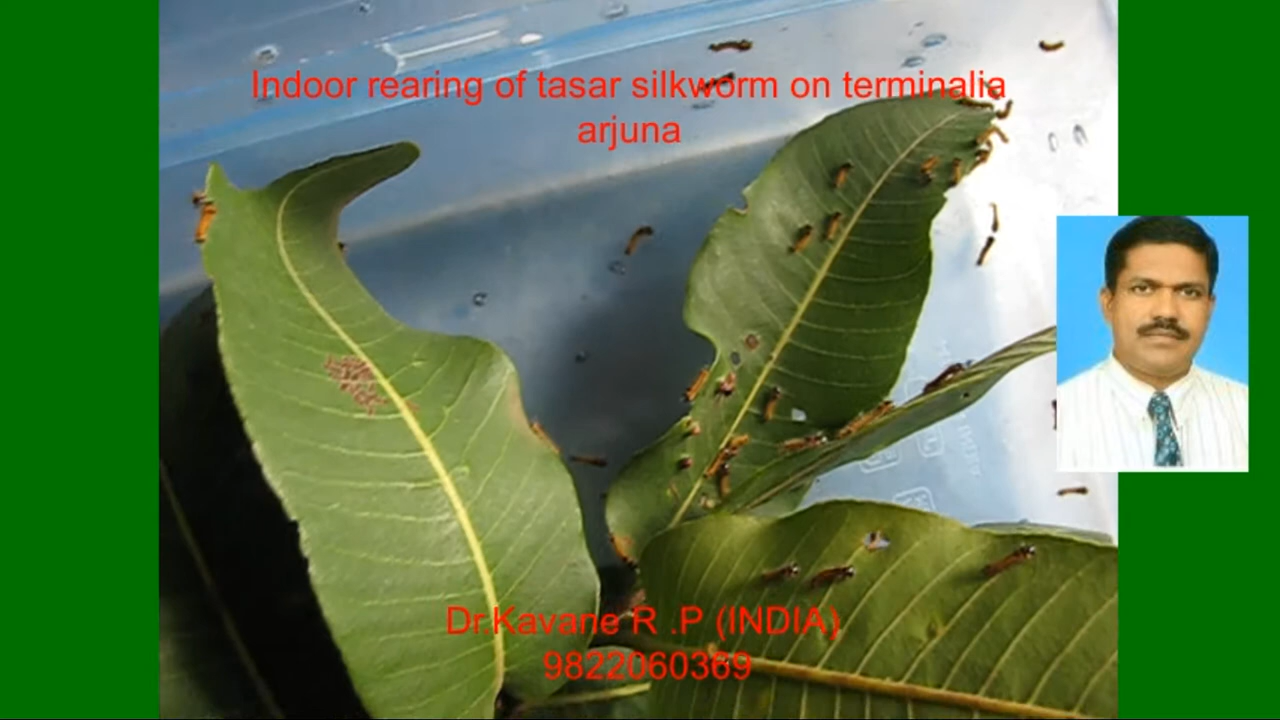 Indoor rearing of tasar silkworm on terminalia
arjuna
Dr.Kavane R .P (INDIA)
9822060369